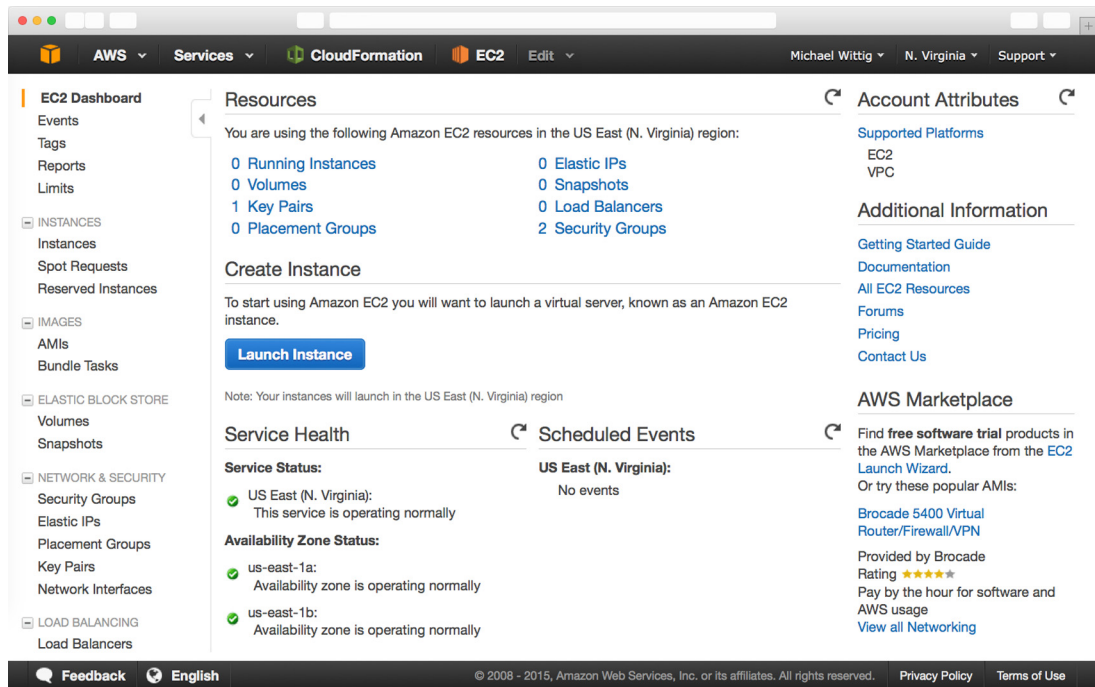 AWS Services CloudFormation EC2 Edit Michael Wittig N. Virginia Support
EC2 Dashboard
Events
Tags
Reports
Limits
INSTANCES
Instances
Spot Requests
Reserved Instances
IMAGES
AMIs
Bundle Tasks
ELASTIC BLOCK STORE
Volumes
Snapshots
NETWORK & SECURITY
Security Groups
Elastic IPs
Placement Groups
Key Pairs
Network Interfaces
LOAD BALANCING
Load Balancers
Resources
You are using the following Amazon EC2 resources in the US East (N. Virginia) region:
0 Running Instances
0 Volumes
1 Key Pairs
0 Placement Groups
0 Elastic IPs
0 Snapshots
0 Load Balancers
2 Security Groups
Create Instance
To start using Amazon EC2 you will want to launch a virtual server, known as an Amazon EC2
instance.
Launch Instance
Note: Your instances will launch in the US East (N. Virginia) region
Service Health
Service Status:
US East (N. Virginia):
This service is operating normally
Availability Zone Status:
us-east-1a:
Availability zone is operating normally
us-east-1b:
Availability zone is operating normally
Scheduled Events
US East (N. Virginia):
No events
Account Attributes
Supported Platforms
EC2
VPC
Additional Information
Getting Started Guide
Documentation
All EC2 Resources
Forums
Pricing
Contact Us
AWS Marketplace
Find free software trial products in
the AWS Marketplace from the EC2
Launch Wizard.
Or try these popular AMIs:
Brocade 5400 Virtual
Router/Firewall/VPN
Provided by Brocade
Rating
Pay by the hour for software and
AWS usage
View all Networking
Feedback English © 2008 - 2015, Amazon Web Services, Inc. or its affiliates. All rights reserved. Privacy Policy Terms of Use